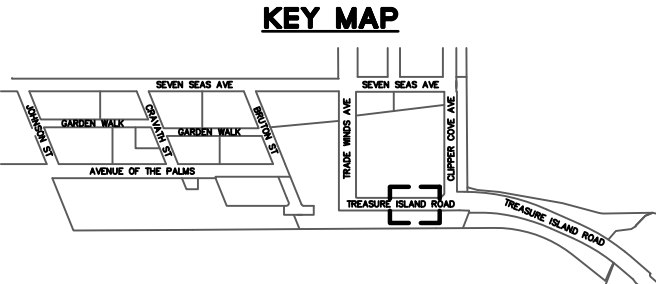 KEY MAP
SEVEN SEAS AVE
SEVEN SEAS AVE
JOHNSON ST
GARDEN WALK
CRAVATH ST
GARDEN WALK
BRUTON ST
TRADE WINDS AVE
CLIPPER COVE AVE
AVENUE OF THE PALMS
TREASURE ISLAND ROAD
TREASURE ISLAND ROAD